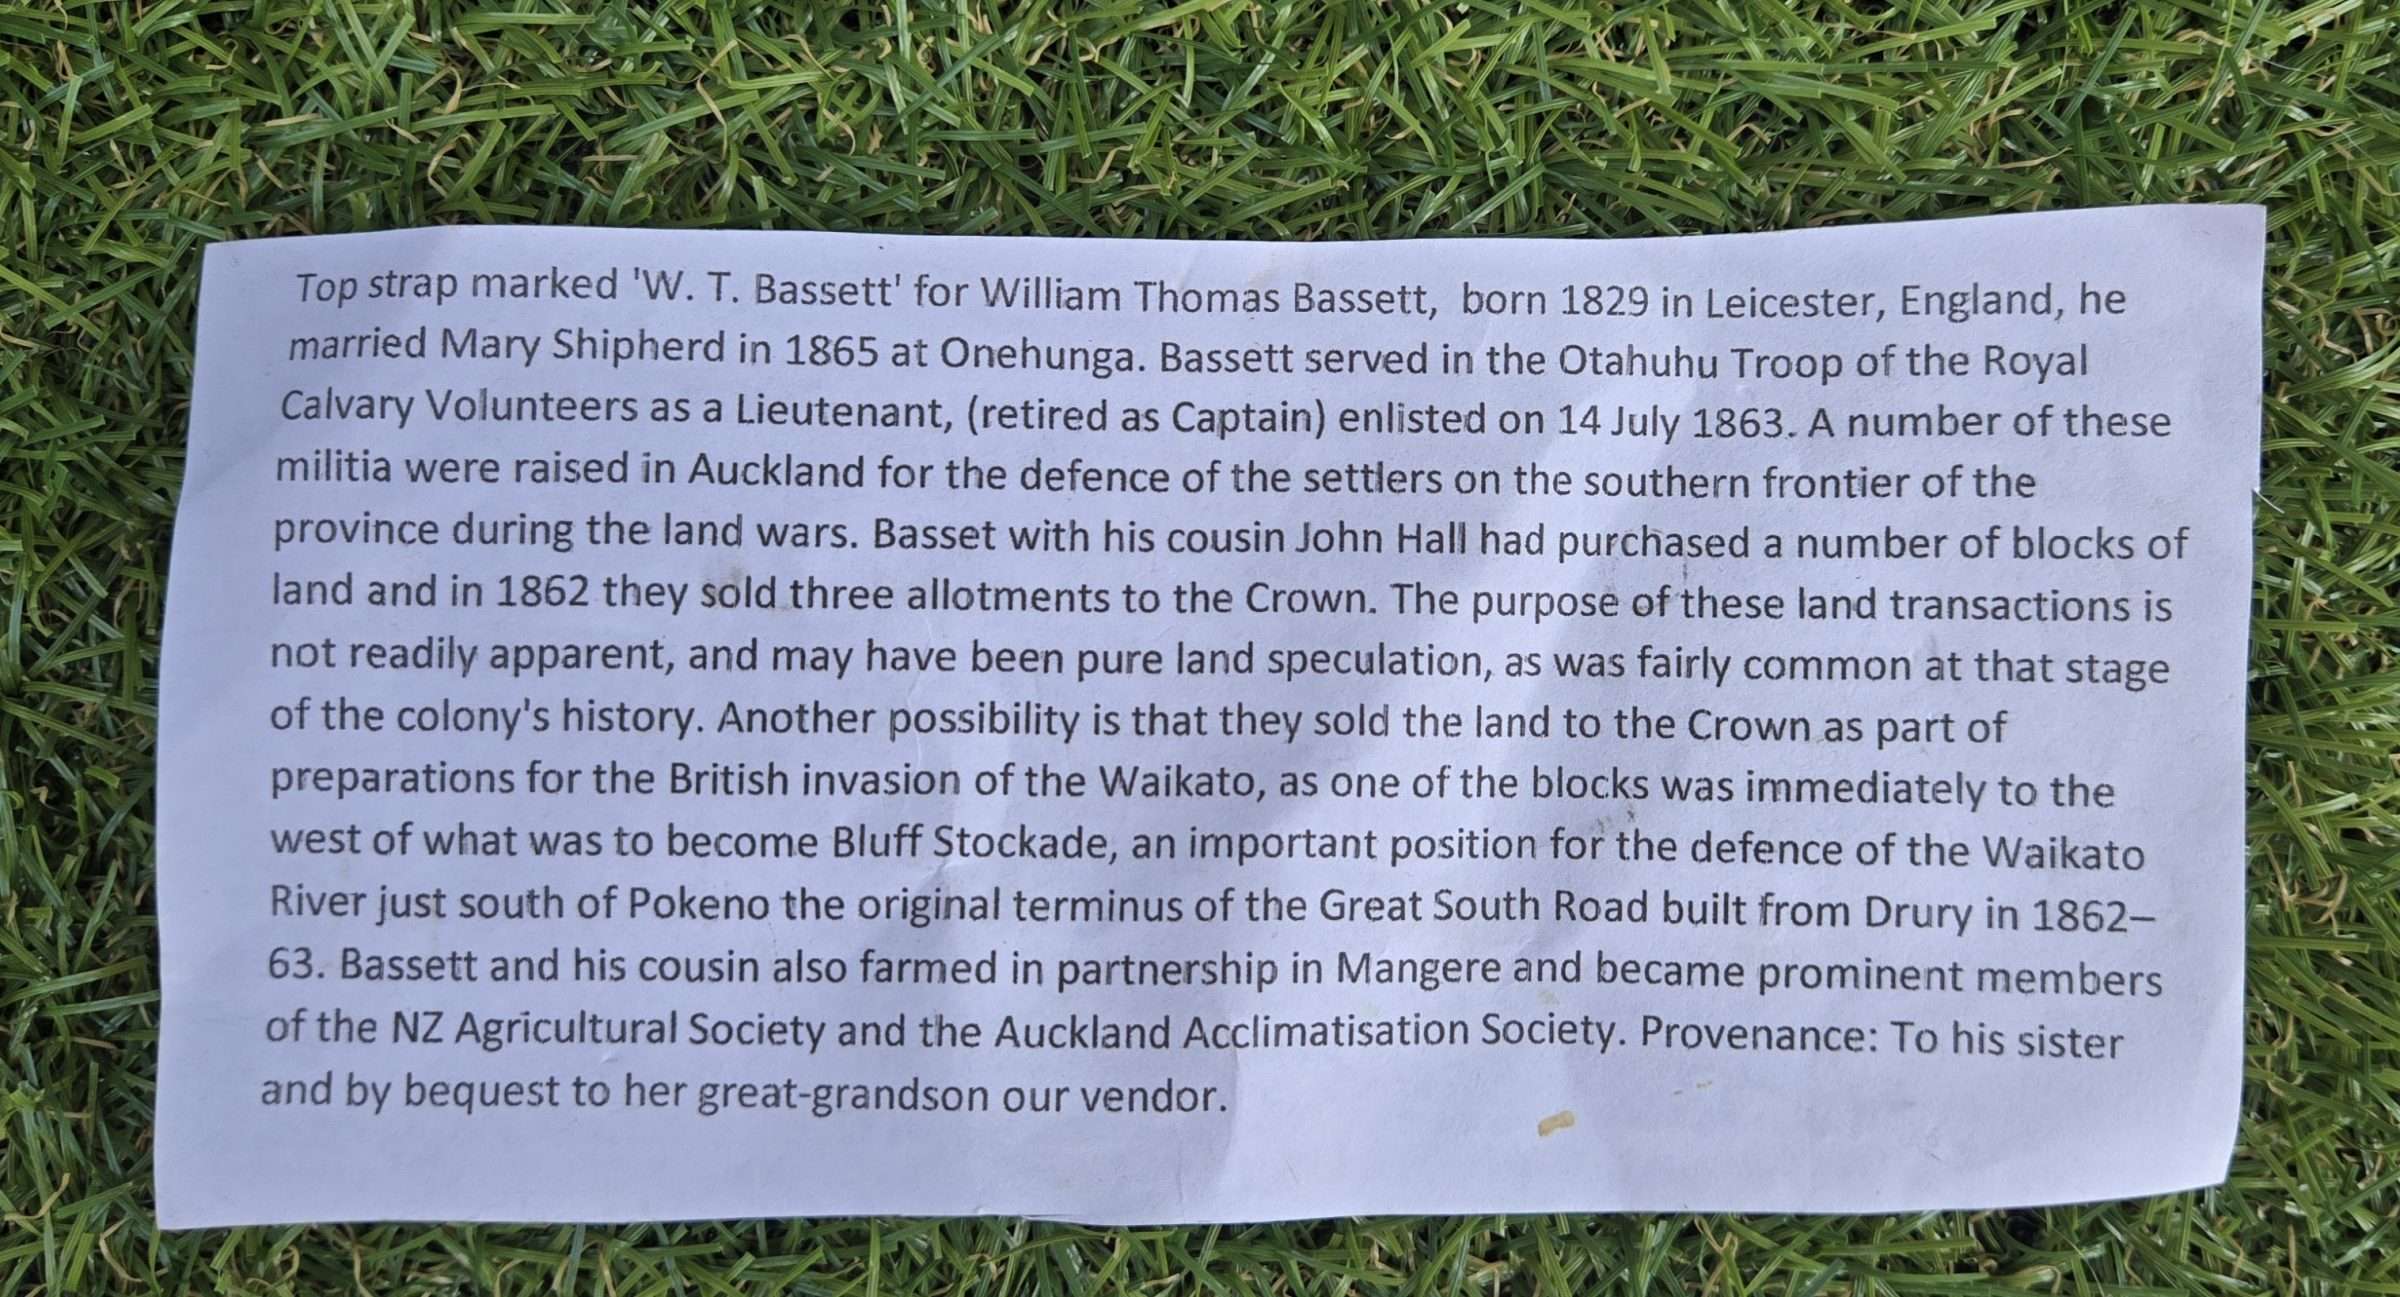 Top strap marked 'W. T. Bassett' for William Thomas Bassett,  born 1829 in Leicester, England, he
married Mary Shipherd in 1865 at Onehunga. Bassett served in the Otahuhu Troop of the Royal
Calvary Volunteers as a Lieutenant, (retired as Captain) enlisted on 14 July 1863. A number of these
militia were raised in Auckland for the defence of the settlers on the southern frontier of the
province during the land wars. Basset with his cousin John Hall had purchased a number of blocks of
land and in 1862 they sold three allotments to the Crown. The purpose of these land transactions is
not readily apparent, and may have been pure land speculation, as was fairly common at that stage
of the colony's history. Another possibility is that they sold the land to the Crown as part of
preparations for the British invasion of the Waikato, as one of the blocks was immediately to the
west of what was to become Bluff Stockade, an important position for the defence of the Waikato
River just south of Pokeno the original terminus of the Great South Road built from Drury in 1862–
63. Bassett and his cousin also farmed in partnership in Mangere and became prominent members
of the NZ Agricultural Society and the Auckland Acclimatisation Society. Provenance: To his sister
and by bequest to her great-grandson our vendor.